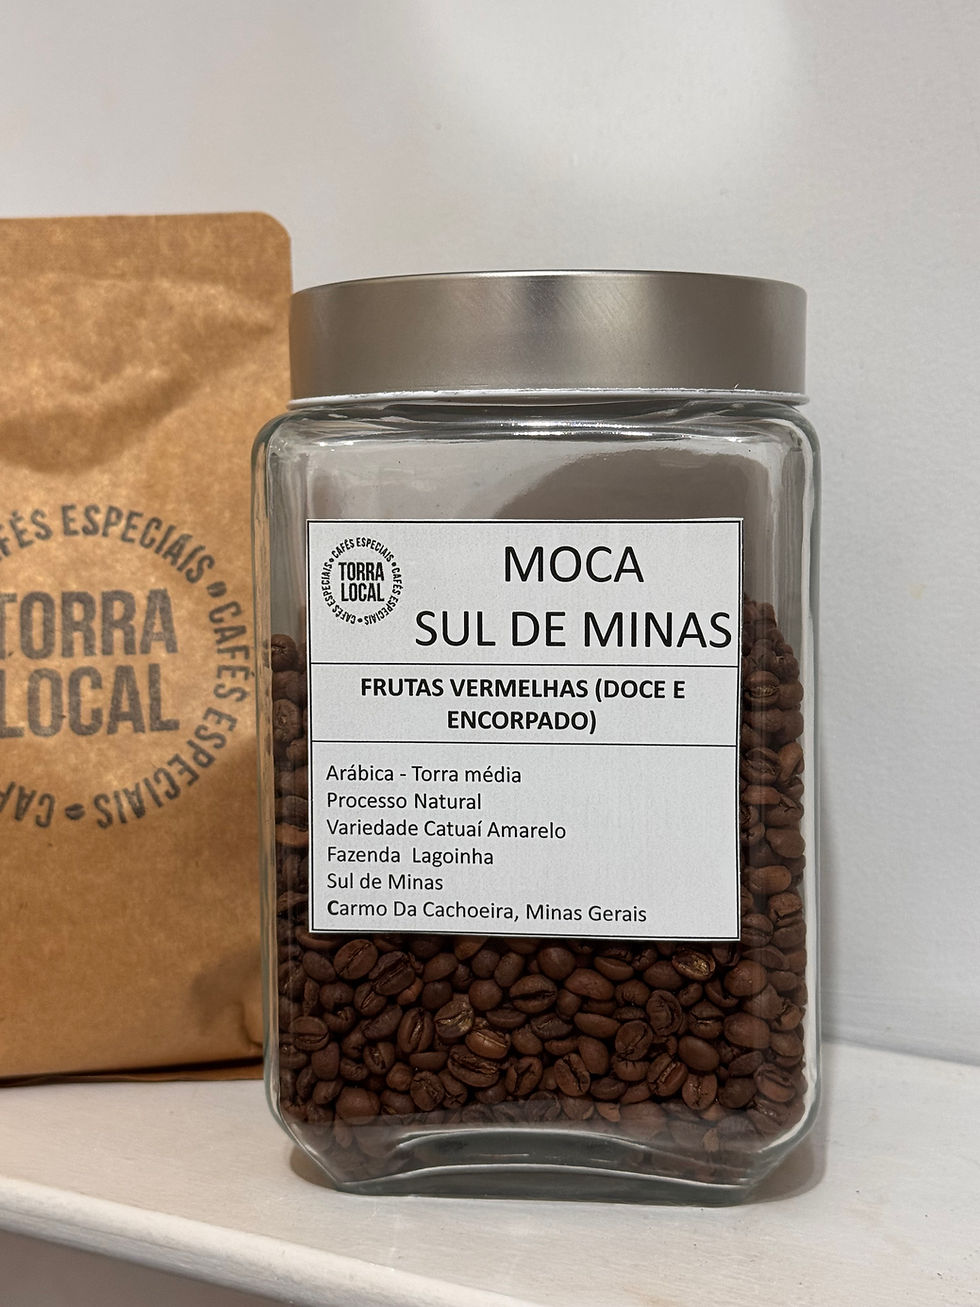 CAFÉS ESPECIAIS
CAFÉS ESPECIAIS
TORRA
LOCAL
CAFÉS ESPECIAIS
CAFÉS ESPECIAIS
CAFÉS ESPECIAIS
TORRA
LOCAL
MOCA
SUL DE MINAS
FRUTAS VERMELHAS (DOCE E
ENCORPADO)
Arábica - Torra média
Processo Natural
Variedade Catuaí Amarelo
Fazenda Lagoinha
Sul de Minas
Carmo Da Cachoeira, Minas Gerais